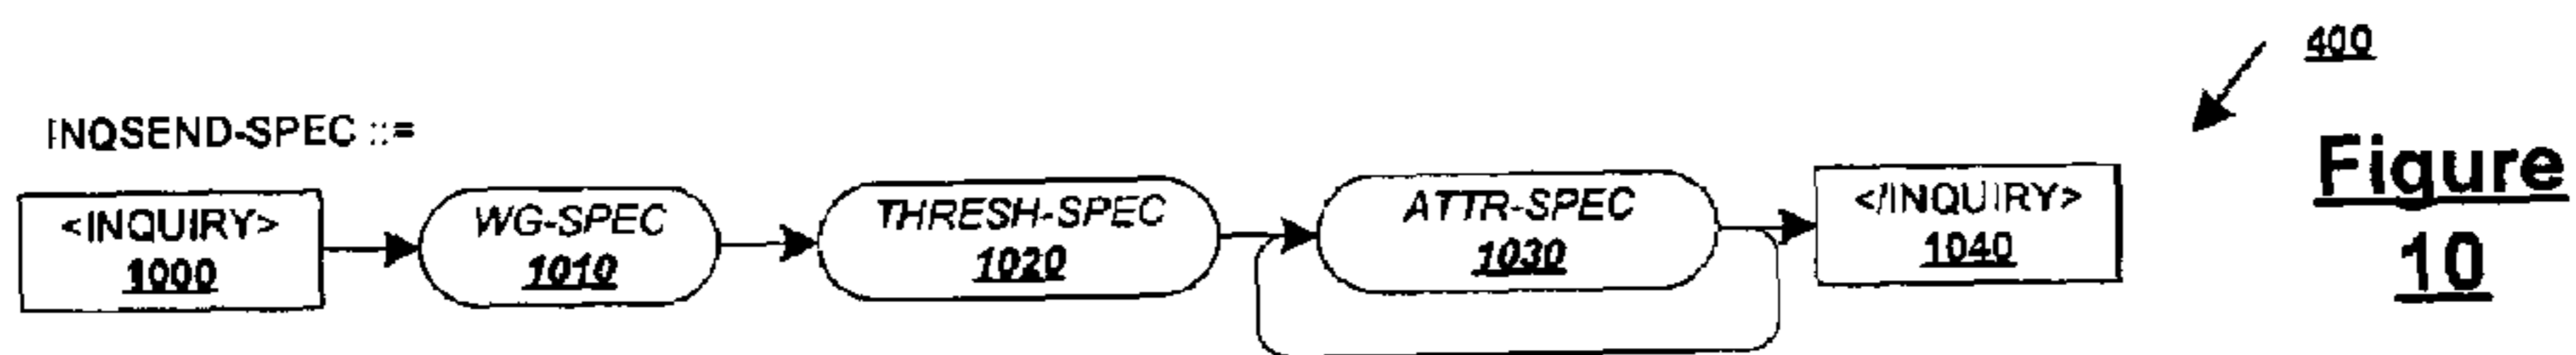 400
INQSEND-SPEC ::=
<INQUIRY>
1000
WG-SPEC
1010
THRESH-SPEC
1020
ATTR-SPEC
1030
</INQUIRY>
1040
Figure
10